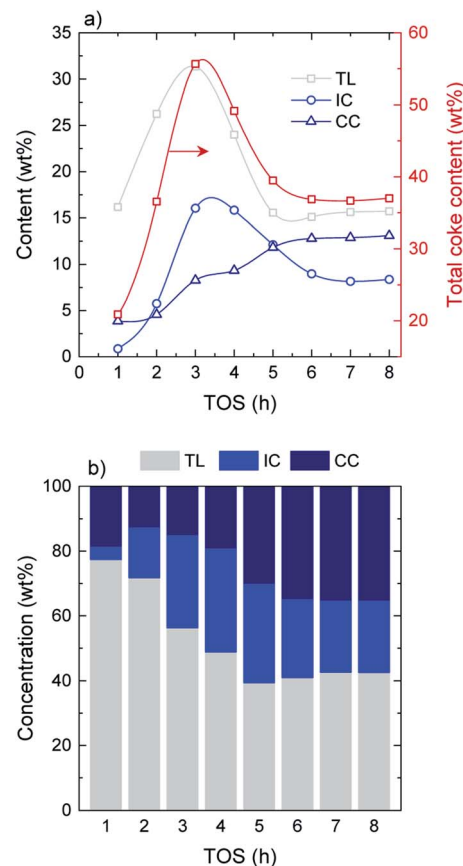 a)
35
30
25
20
15
10
5
0
Content (wt%)
TL
IC
CC
60
50
40
30
20
Total coke content (wt%)
0 1 2 3 4 5 6 7 8
TOS (h)
b)
TL IC CC
100
80
60
40
20
0
Concentration (wt%)
1 2 3 4 5 6 7 8
TOS (h)